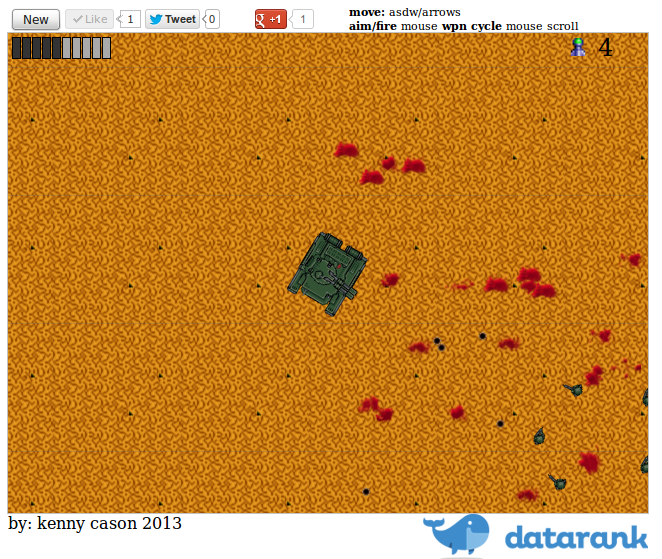 New Like 1 Tweet 0 +1 1
move: asdw/arrows
aim/fire mouse wpn cycle mouse scroll
4
by: kenny cason 2013
datarank